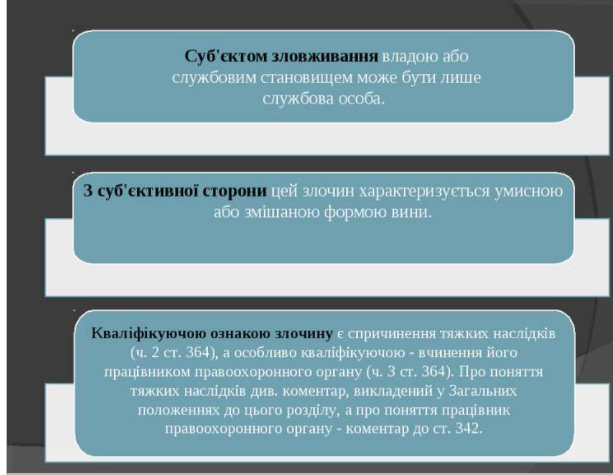 Суб'єктом зловживання владою або
службовим становищем може бути лише
службова особа.
З суб'єктивної сторони цей злочин характеризується умисною
або змішаною формою вини.
Кваліфікуючою ознакою злочину є спричинення тяжких наслідків
(ч. 2 ст. 364), а особливо кваліфікуючою - вчинення його
працівником правоохоронного органу (ч. 3 ст. 364). Про поняття
тяжких наслідків див. коментар, викладений у Загальних
положеннях до цього розділу, а про поняття працівник
правоохоронного органу - коментар до ст. 342.